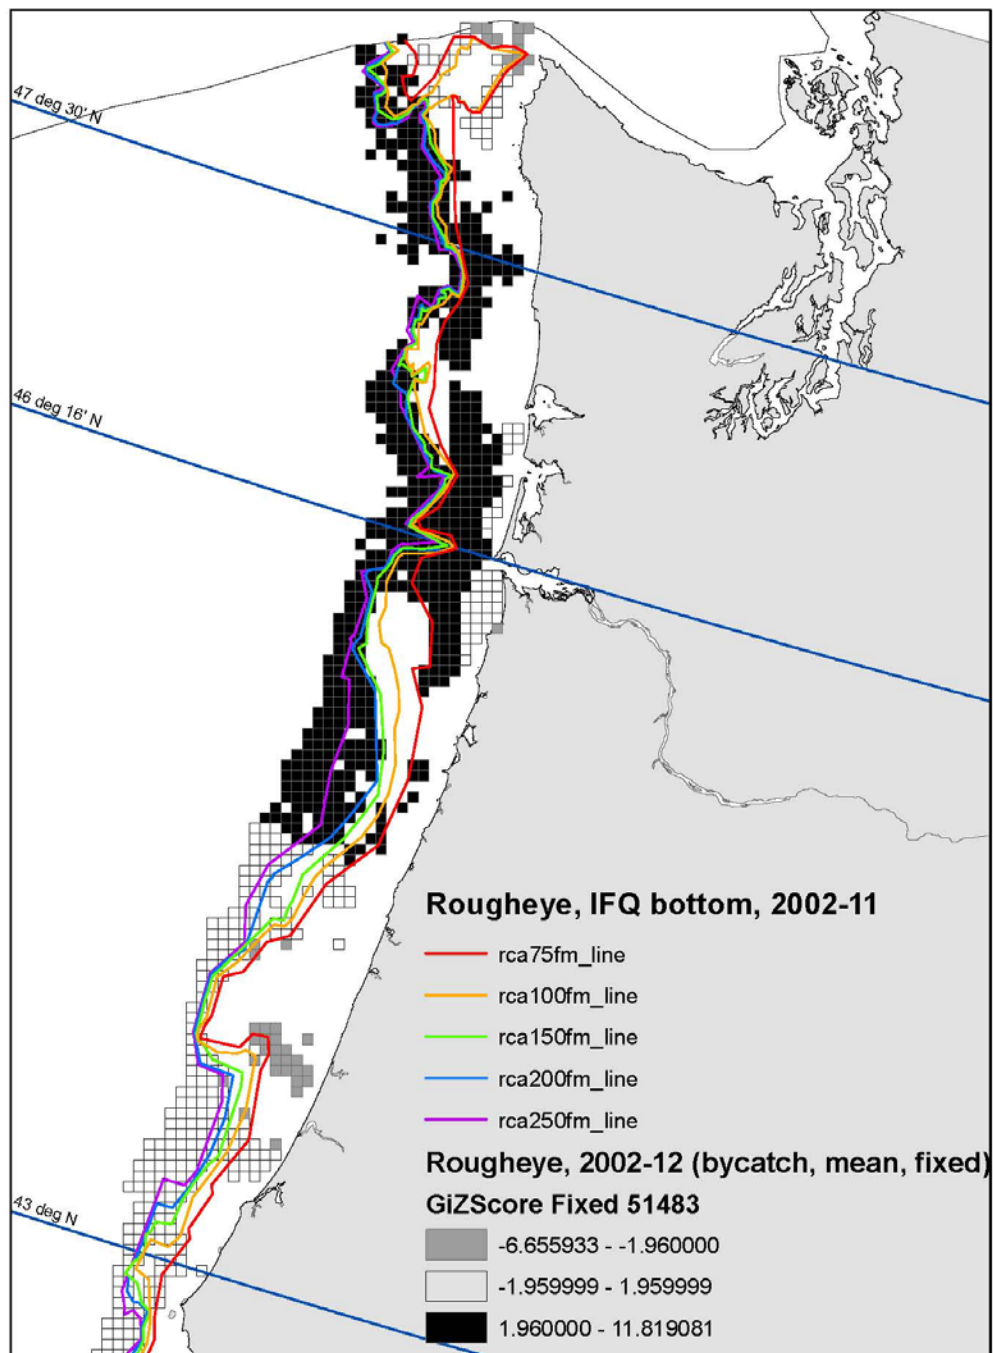 47 deg 30' N
46 deg 16' N
Rougheye, IFQ bottom, 2002-11
rca75fm_line
rca100fm_line
rca150fm_line
rca200fm_line
rca250fm_line
Rougheye, 2002-12 (bycatch, mean, fixed)
GiZScore Fixed 51483
43 deg N
-6.655933 - -1.960000
-1.959999 - 1.959999
1.960000 - 11.819081